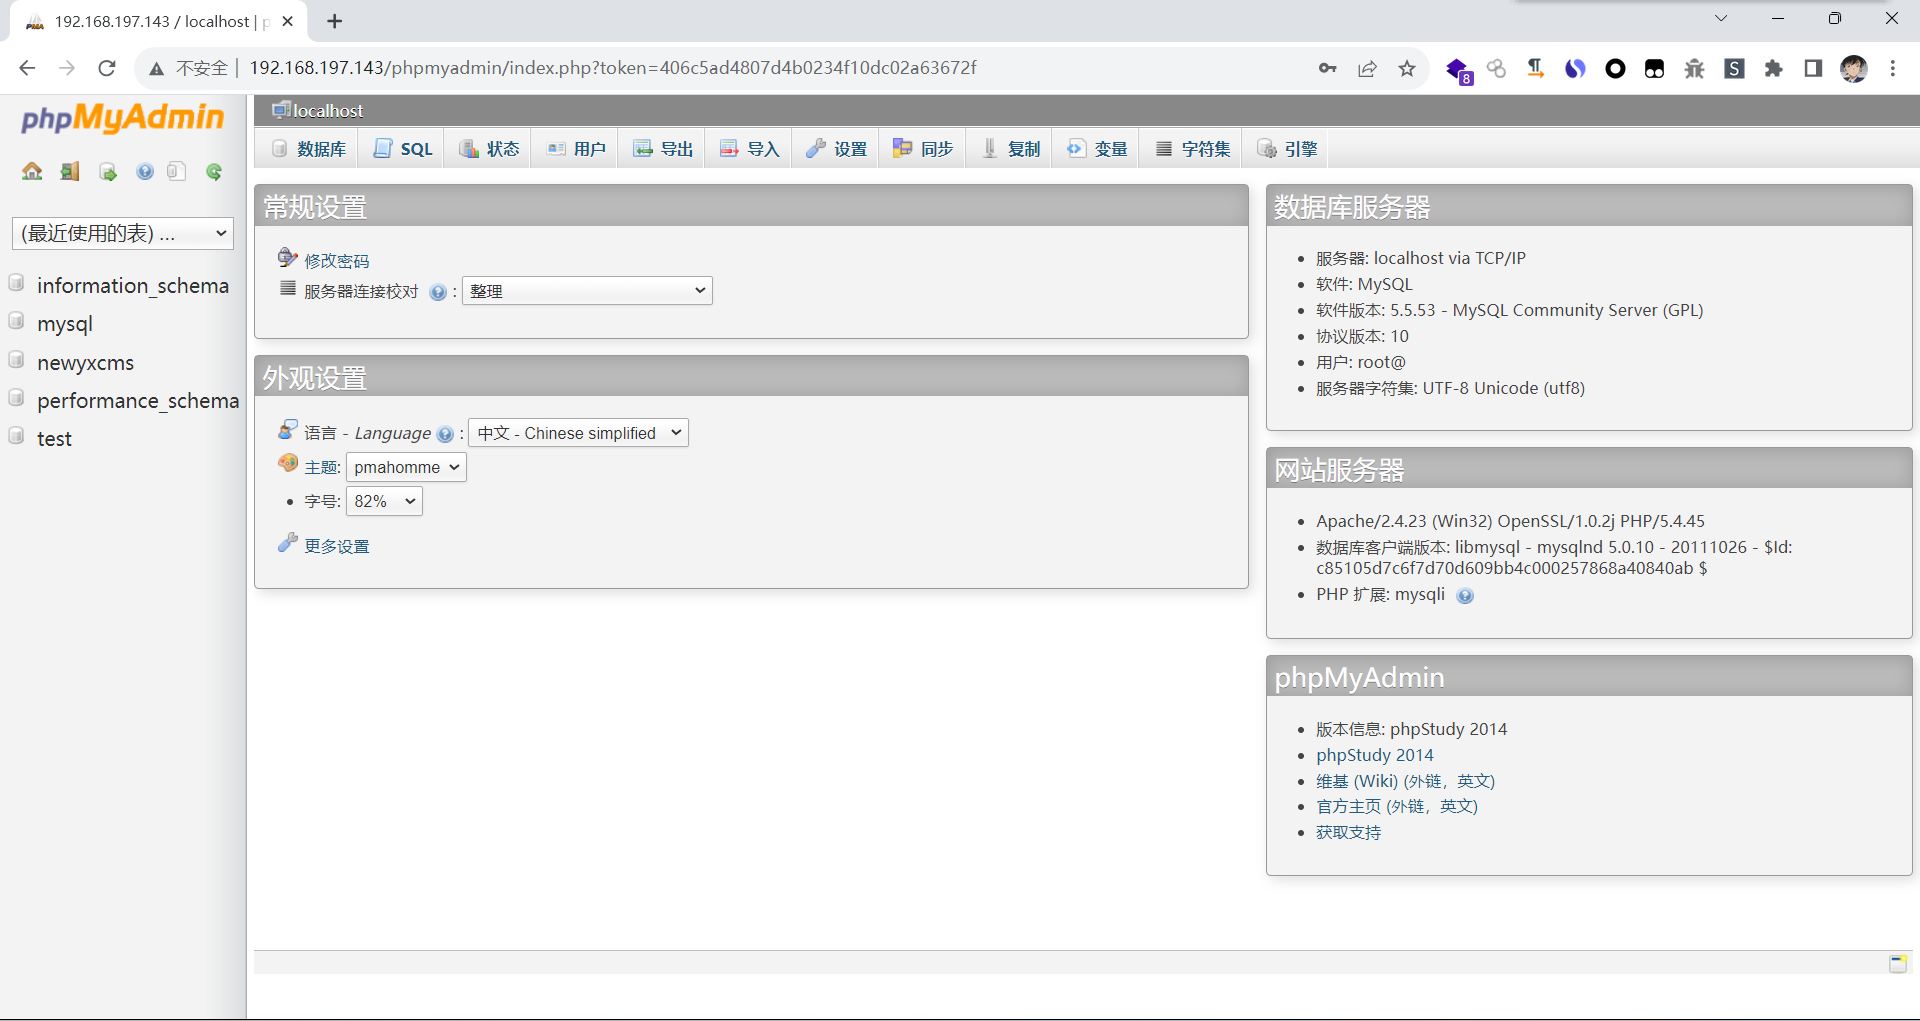 192.168.197.143 / localhost | p
不安全 | 192.168.197.143/phpmyadmin/index.php?token=406c5ad4807d4b0234f10dc02a63672f
8
S
phpMyAdmin
(最近使用的表) ...
information_schema
mysql
newyxcms
performance_schema
test
localhost
数据库 SQL 状态 用户 导出 导入 设置 同步 复制 变量 字符集 引擎
常规设置
修改密码
服务器连接校对 : 整理
外观设置
语言 - Language : 中文 - Chinese simplified
主题: pmahomme
字号: 82%
更多设置
数据库服务器
服务器: localhost via TCP/IP
软件: MySQL
软件版本: 5.5.53 - MySQL Community Server (GPL)
协议版本: 10
用户: root@
服务器字符集: UTF-8 Unicode (utf8)
网站服务器
Apache/2.4.23 (Win32) OpenSSL/1.0.2j PHP/5.4.45
数据库客户端版本: libmysql - mysqlnd 5.0.10 - 20111026 - $Id:
c85105d7c6f7d70d609bb4c000257868a40840ab $
PHP 扩展: mysqli
phpMyAdmin
版本信息: phpStudy 2014
phpStudy 2014
维基 (Wiki) (外链，英文)
官方主页 (外链，英文)
获取支持